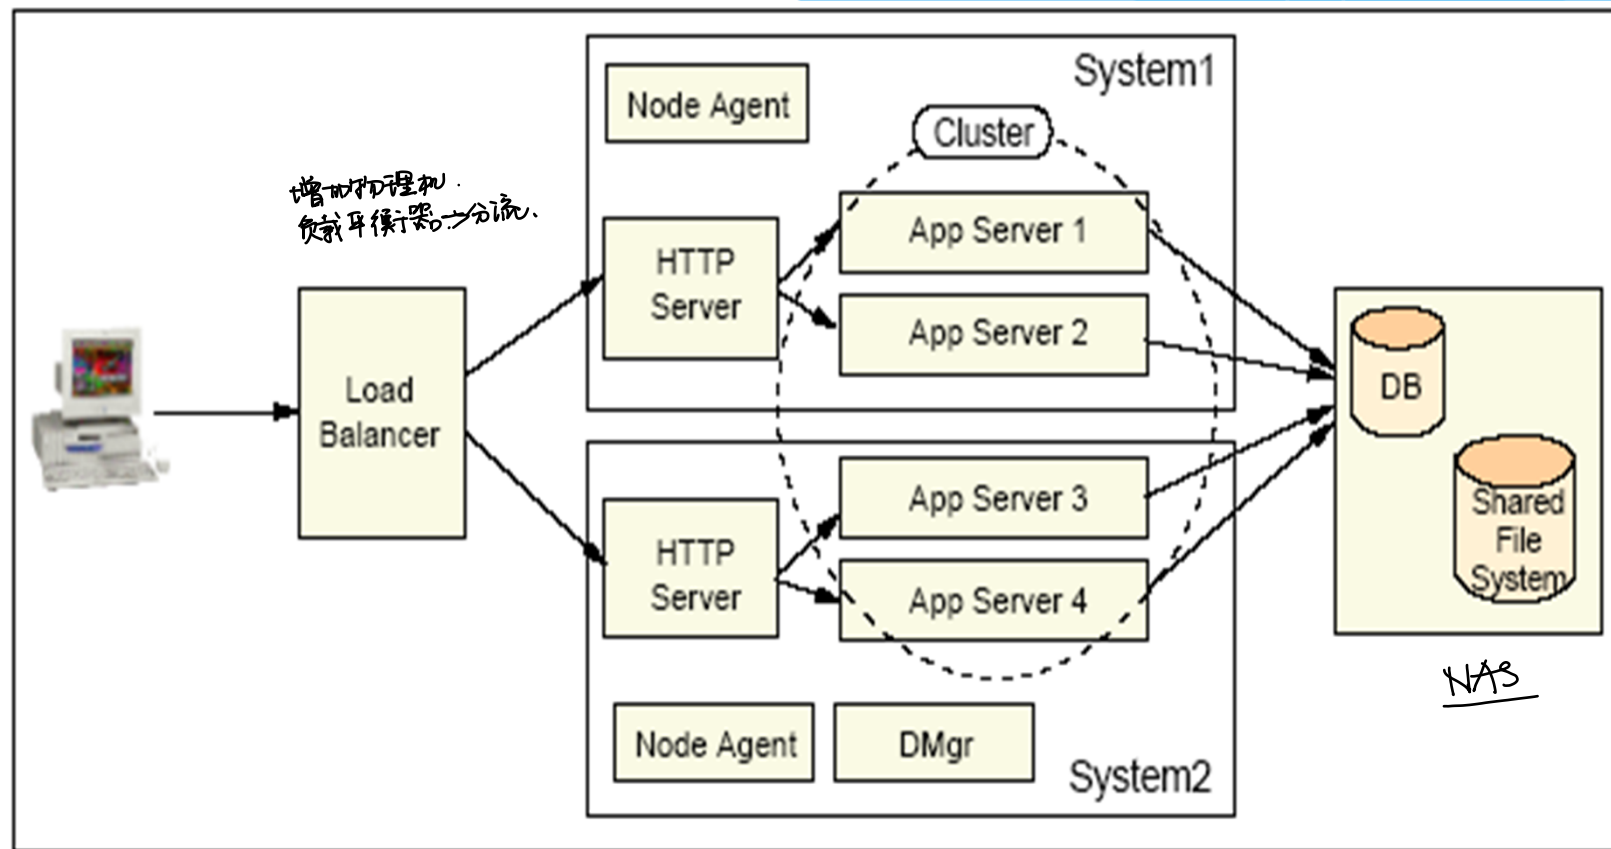 System1
Node Agent
Cluster
增加物理机.
负载平衡器→分流.
App Server 1
HTTP
Server
App Server 2
Load
Balancer
DB
App Server 3
HTTP
Server
App Server 4
Shared
File
System
NAS
Node Agent
DMgr
System2